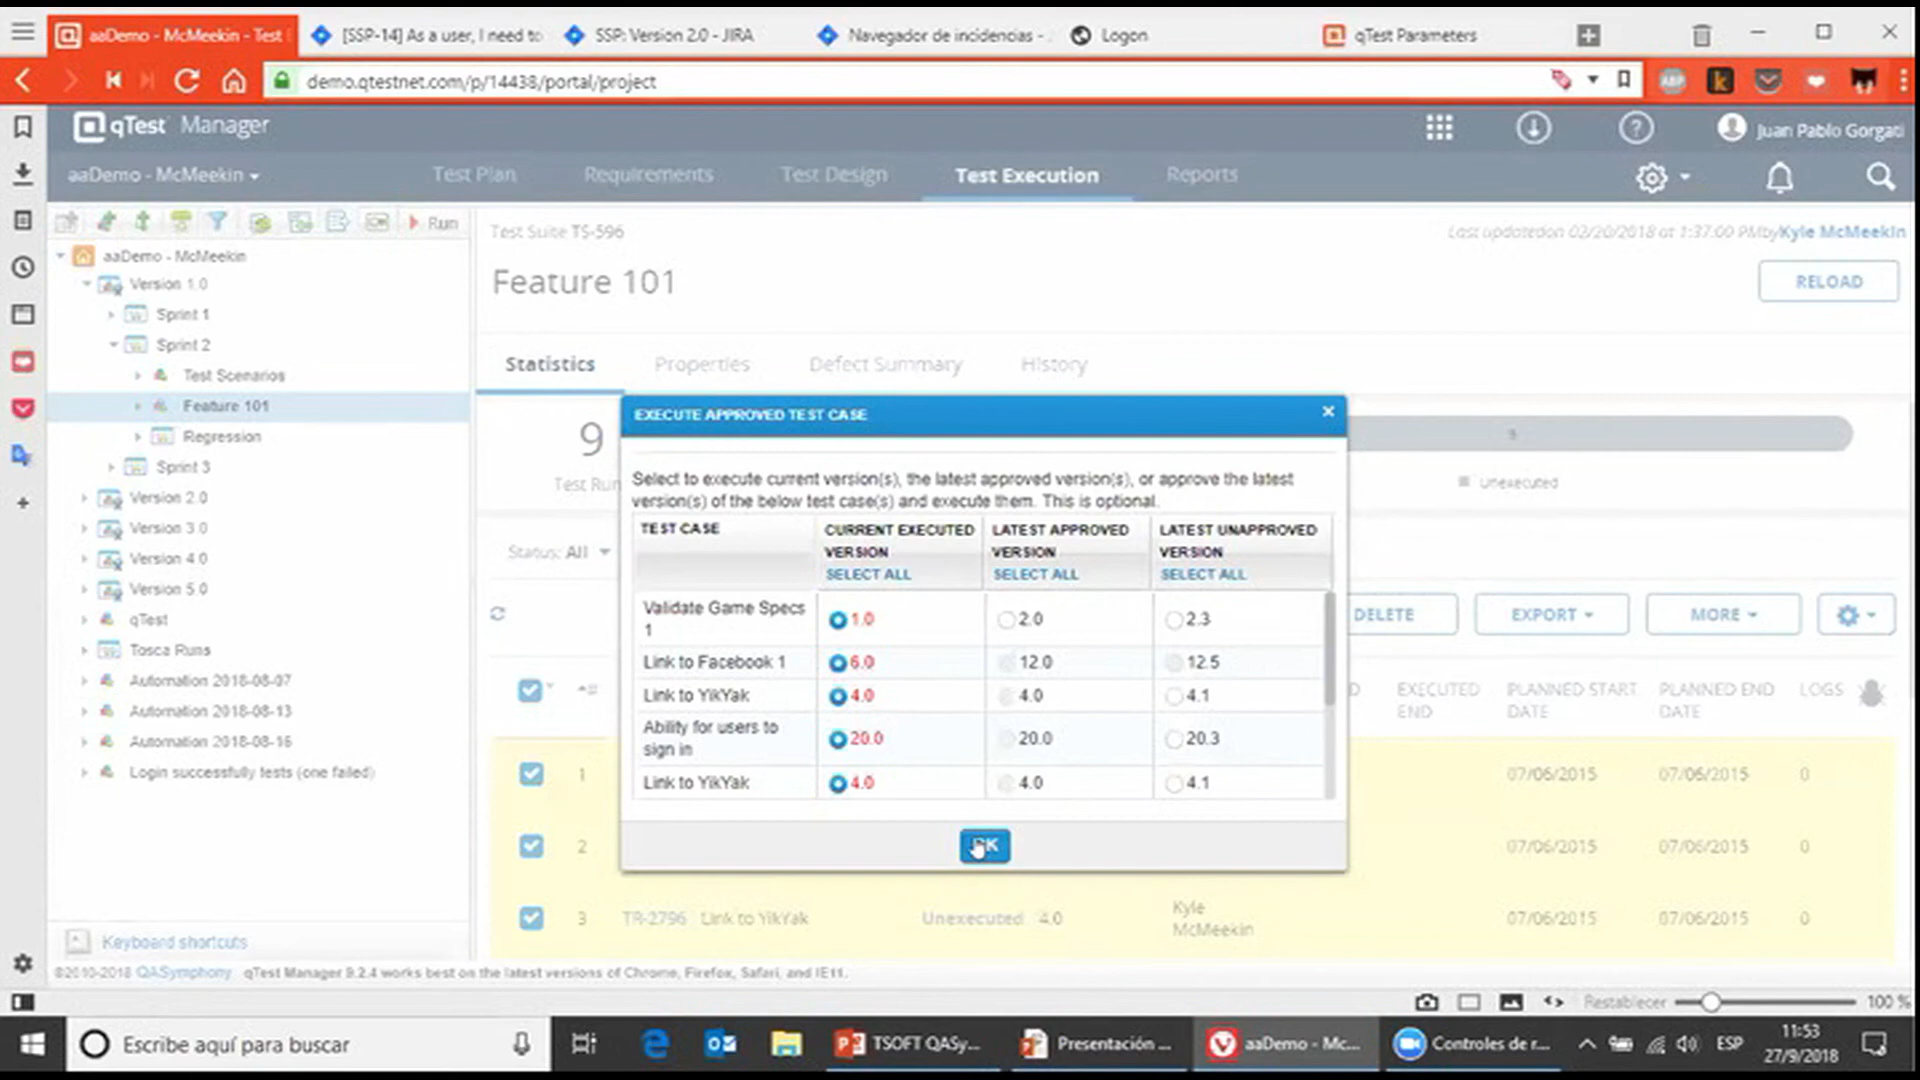 aaDemo - McMeekin - Test
[SSP-14] As a user, I need to
SSP: Version 2.0 - JIRA
Navegador de incidencias -
Logon
qTest Parameters
demo.qtestnet.com/p/14438/portal/project
ABP
k
qTest Manager
Juan Pablo Gorgati
aaDemo - McMeekin
Test Plan
Requirements
Test Design
Test Execution
Reports
Run
aaDemo - McMeekin
Version 1.0
Sprint 1
Sprint 2
Test Scenarios
Feature 101
Regression
Sprint 3
Version 2.0
Version 3.0
Version 4.0
Version 5.0
qTest
Tosca Runs
Automation 2018-08-07
Automation 2018-08-13
Automation 2018-08-16
Login successfully tests (one failed)
Keyboard shortcuts
Test Suite TS-596
Last updatedon 02/20/2018 at 1:37:00 PMbyKyle McMeekin
Feature 101
RELOAD
Statistics
Properties
Defect Summary
History
9
Test Run
Unexecuted
Status: All
DELETE
EXPORT
MORE
EXECUTE APPROVED TEST CASE
Select to execute current version(s), the latest approved version(s), or approve the latest
version(s) of the below test case(s) and execute them. This is optional.
TEST CASE
CURRENT EXECUTED VERSION SELECT ALL
LATEST APPROVED VERSION SELECT ALL
LATEST UNAPPROVED VERSION SELECT ALL
Validate Game Specs 1 1.0 2.0 2.3
Link to Facebook 1 6.0 12.0 12.5
Link to YikYak 4.0 4.0 4.1
Ability for users to sign in 20.0 20.0 20.3
Link to YikYak 4.0 4.0 4.1
OK
EXECUTED END
PLANNED START DATE
PLANNED END DATE
LOGS
1 07/06/2015 07/06/2015 0
2 07/06/2015 07/06/2015 0
3 TR-2796 Link to YikYak Unexecuted 4.0 Kyle McMeekin 07/06/2015 07/06/2015 0
©2010-2018 QASymphony qTest Manager 9.2.4 works best on the latest versions of Chrome, Firefox, Safari, and IE11.
Restablecer
100 %
Escribe aquí para buscar
TSOFT QASy...
Presentación ...
aaDemo - Mc...
Controles de r...
ESP
11:53
27/9/2018